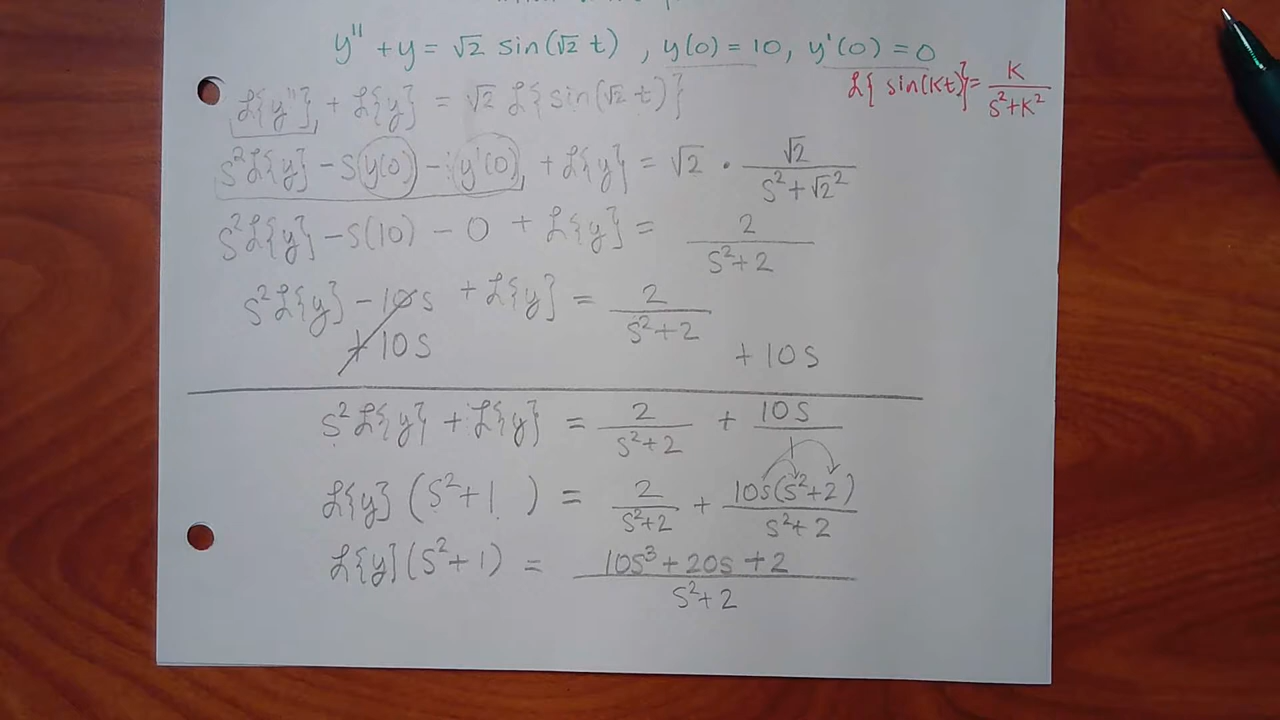 y'' + y = √2 sin(√2 t) , y(0) = 10, y'(0) = 0
ℒ{y''} + ℒ{y} = √2 ℒ{sin(√2 t)}
ℒ{ sin(Kt)} = K / (S²+K²)
S²ℒ{y} - S(y(0)) - (y'(0)) + ℒ{y} = √2 · √2 / (S² + √2²)
S²ℒ{y} - S(10) - 0 + ℒ{y} = 2 / (S²+2)
S²ℒ{y} - 10S + ℒ{y} = 2 / (S²+2)
+10S + 10S
S²ℒ{y} + ℒ{y} = 2 / (S²+2) + 10S / 1
ℒ{y} (S²+1 ) = 2 / (S²+2) + 10S(S²+2) / (S²+2)
ℒ{y}(S²+1) = (10S³ + 20S + 2) / (S²+2)